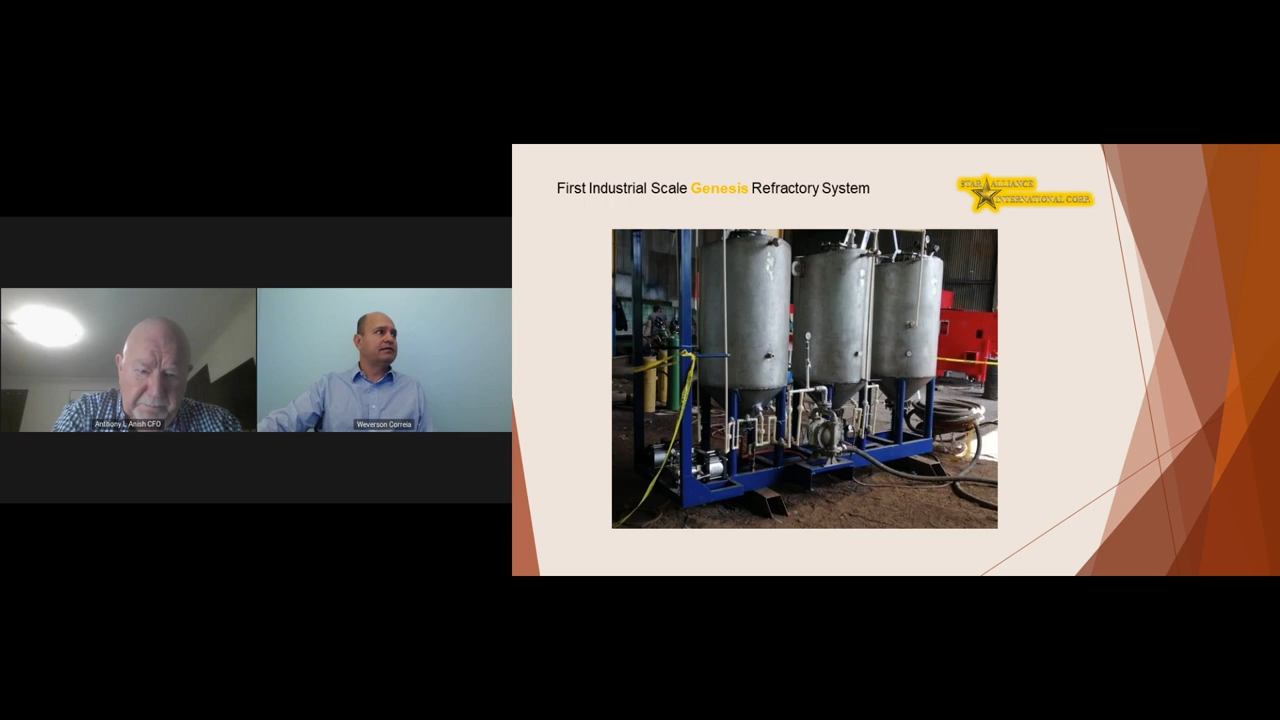 First Industrial Scale Genesis Refractory System
STAR ALLIANCE
INTERNATIONAL CORP.
Anthony L Anish CFO
Weverson Correia